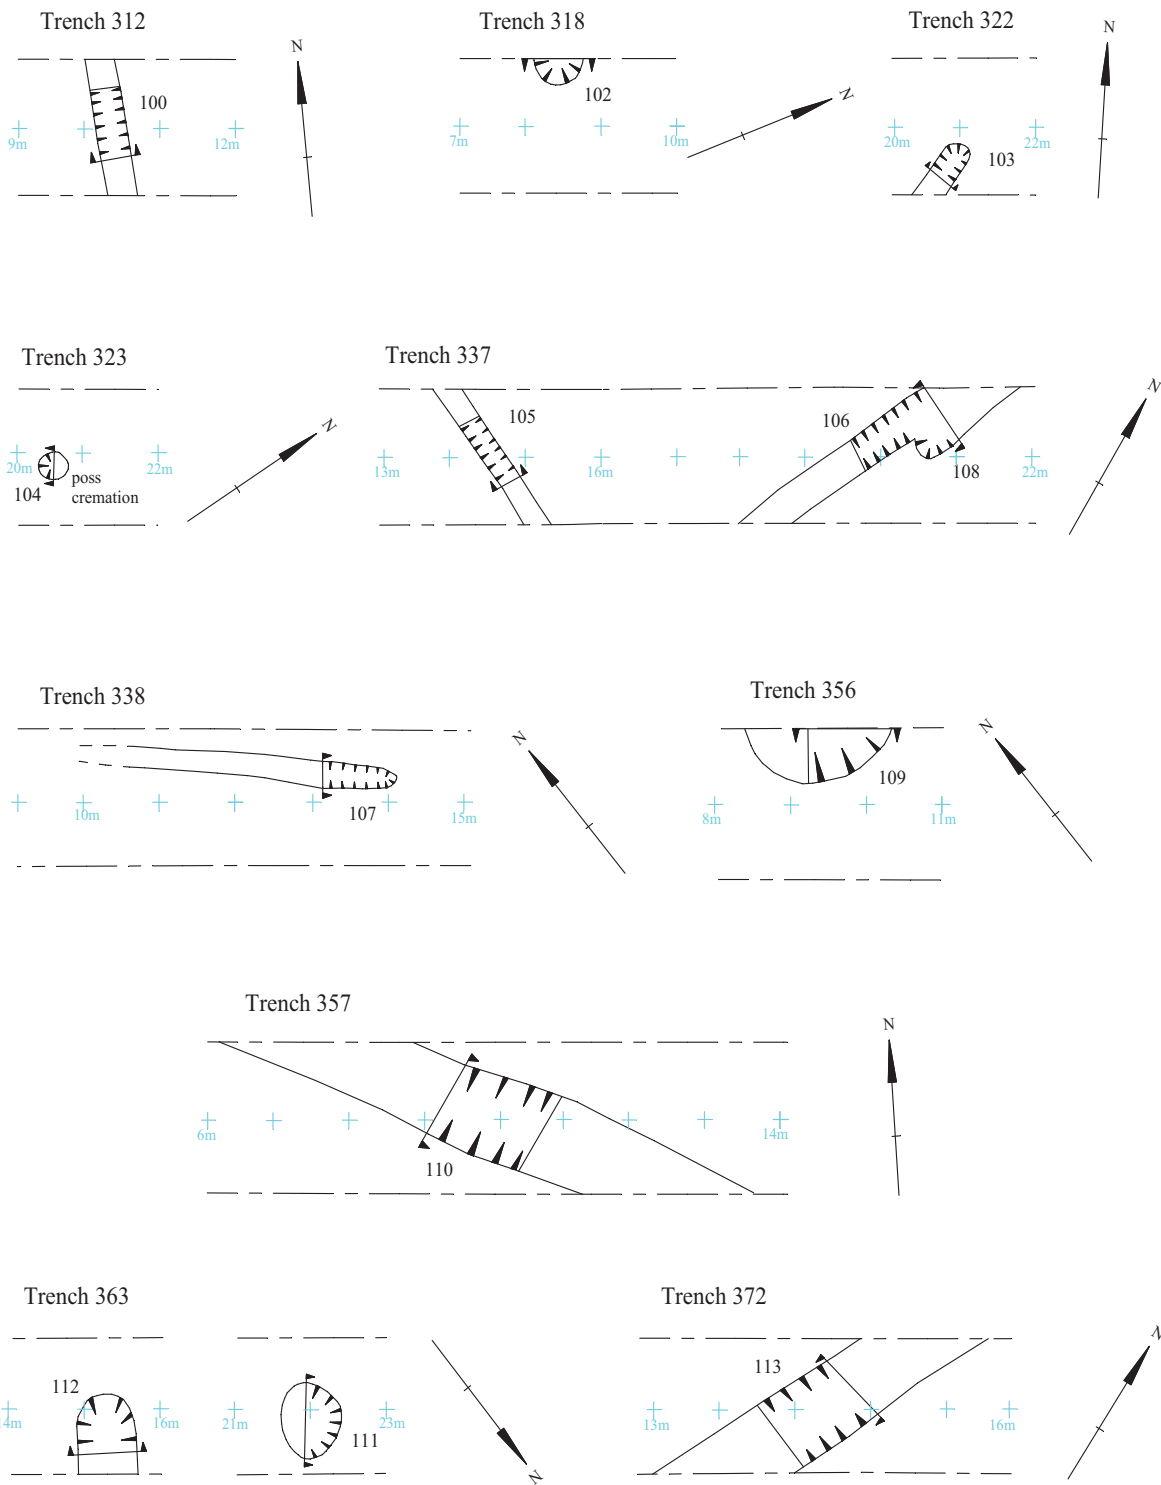 Trench 312
N
100
9m
12m
Trench 318
102
7m
10m
N
Trench 322
N
20m
22m
103
Trench 323
20m
22m
104
poss
cremation
N
Trench 337
105
13m
16m
106
108
22m
N
Trench 338
10m
107
15m
N
Trench 356
109
8m
11m
N
Trench 357
6m
110
14m
N
Trench 363
112
4m
16m
21m
111
23m
N
Trench 372
113
13m
16m
N